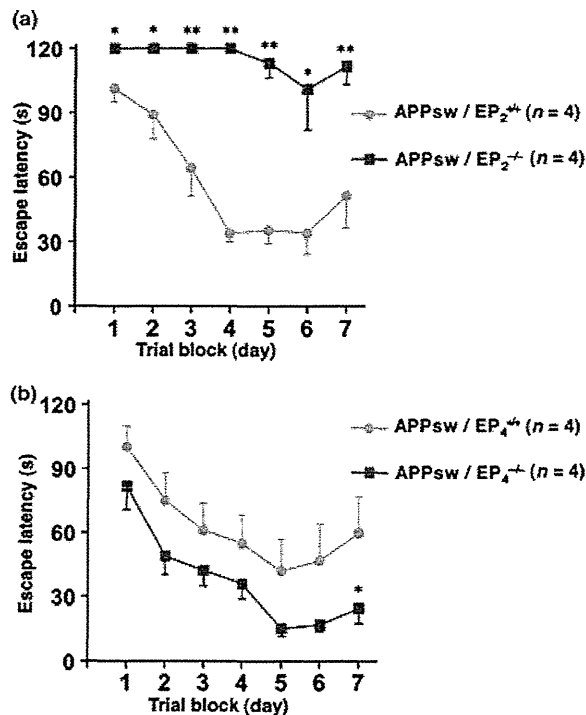 (a)
* * ** ** ** * **
120
90
60
30
0
Escape latency (s)
APPsw / EP₂⁺/⁺ (n = 4)
APPsw / EP₂⁻/⁻ (n = 4)
1 2 3 4 5 6 7
Trial block (day)
(b)
120
90
60
30
0
Escape latency (s)
APPsw / EP₄⁺/⁺ (n = 4)
APPsw / EP₄⁻/⁻ (n = 4)
*
1 2 3 4 5 6 7
Trial block (day)